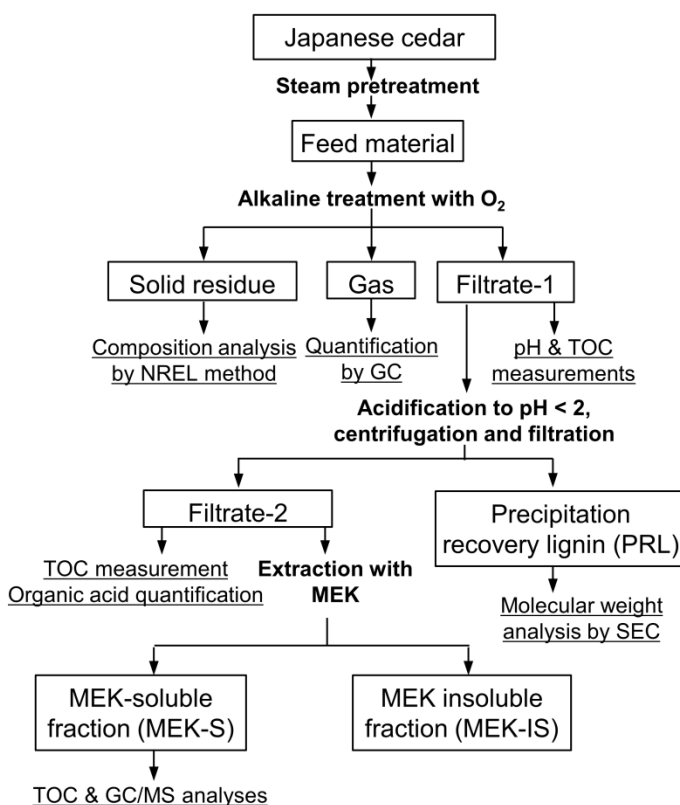 Japanese cedar
Steam pretreatment
Feed material
Alkaline treatment with O₂
Solid residue
Gas
Filtrate-1
Composition analysis
by NREL method
Quantification
by GC
pH & TOC
measurements
Acidification to pH < 2,
centrifugation and filtration
Filtrate-2
Precipitation
recovery lignin (PRL)
TOC measurement
Organic acid quantification
Extraction with
MEK
Molecular weight
analysis by SEC
MEK-soluble
fraction (MEK-S)
MEK insoluble
fraction (MEK-IS)
TOC & GC/MS analyses